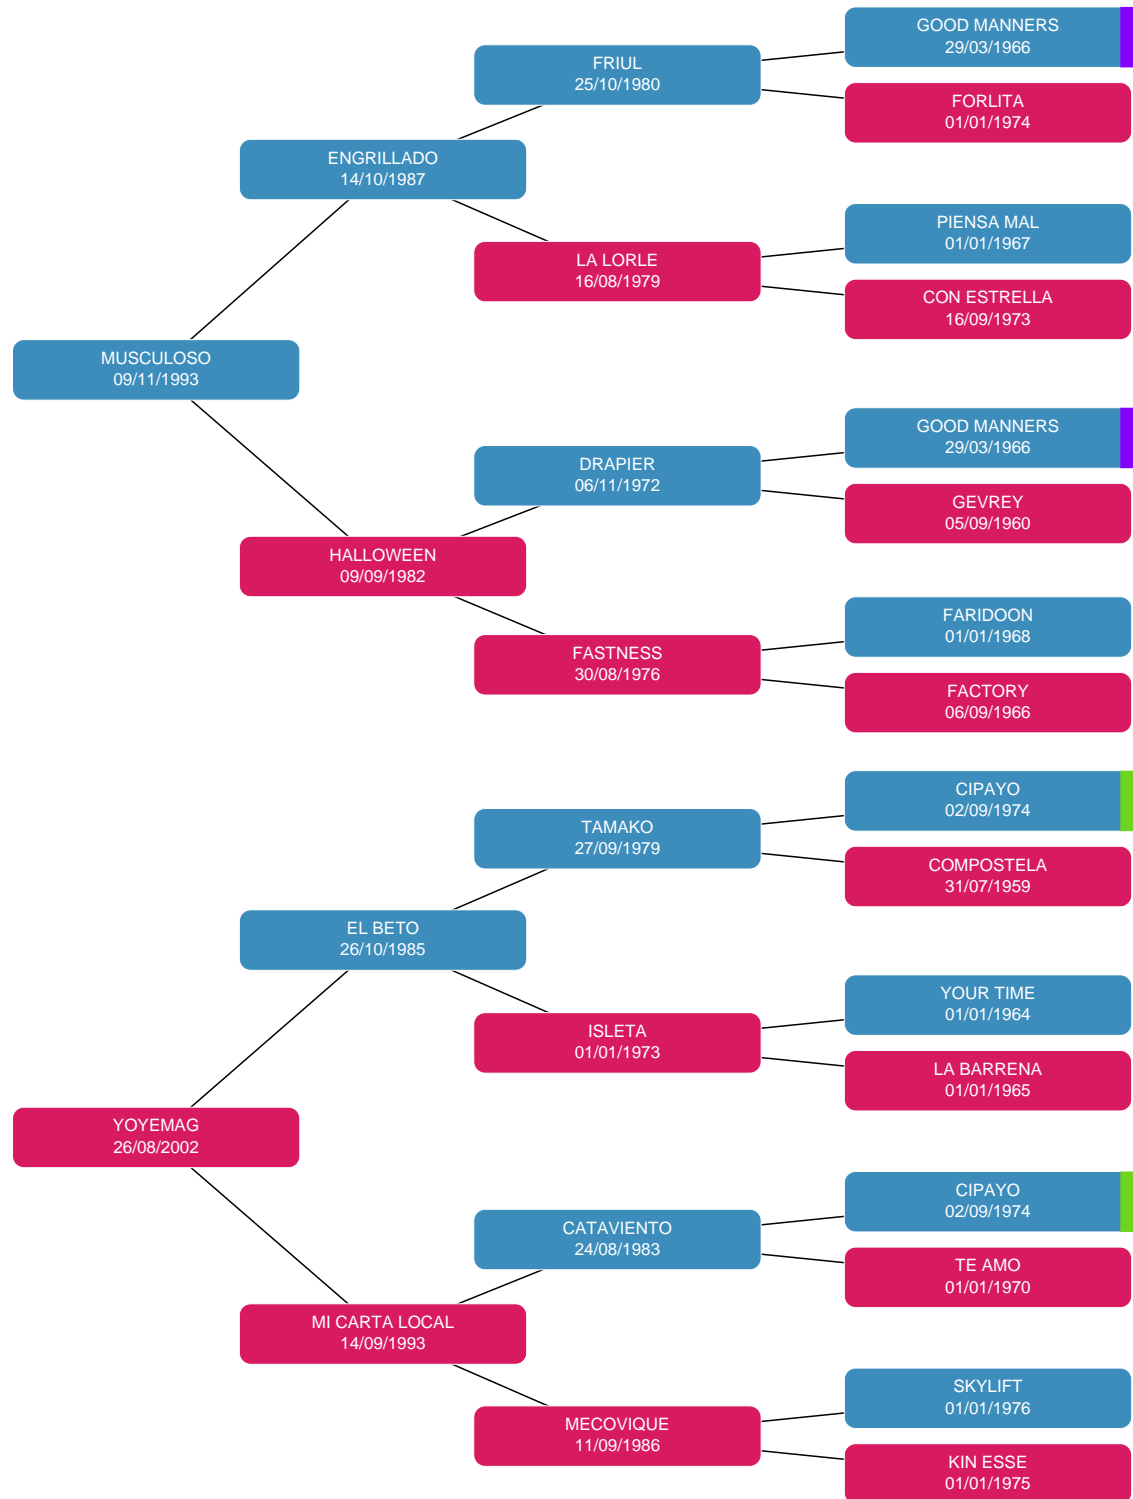 GOOD MANNERS
29/03/1966
FRIUL
25/10/1980
FORLITA
01/01/1974
ENGRILLADO
14/10/1987
PIENSA MAL
01/01/1967
LA LORLE
16/08/1979
CON ESTRELLA
16/09/1973
MUSCULOSO
09/11/1993
GOOD MANNERS
29/03/1966
DRAPIER
06/11/1972
GEVREY
05/09/1960
HALLOWEEN
09/09/1982
FARIDOON
01/01/1968
FASTNESS
30/08/1976
FACTORY
06/09/1966
CIPAYO
02/09/1974
TAMAKO
27/09/1979
COMPOSTELA
31/07/1959
EL BETO
26/10/1985
YOUR TIME
01/01/1964
ISLETA
01/01/1973
LA BARRENA
01/01/1965
YOYEMAG
26/08/2002
CIPAYO
02/09/1974
CATAVIENTO
24/08/1983
TE AMO
01/01/1970
MI CARTA LOCAL
14/09/1993
SKYLIFT
01/01/1976
MECOVIQUE
11/09/1986
KIN ESSE
01/01/1975